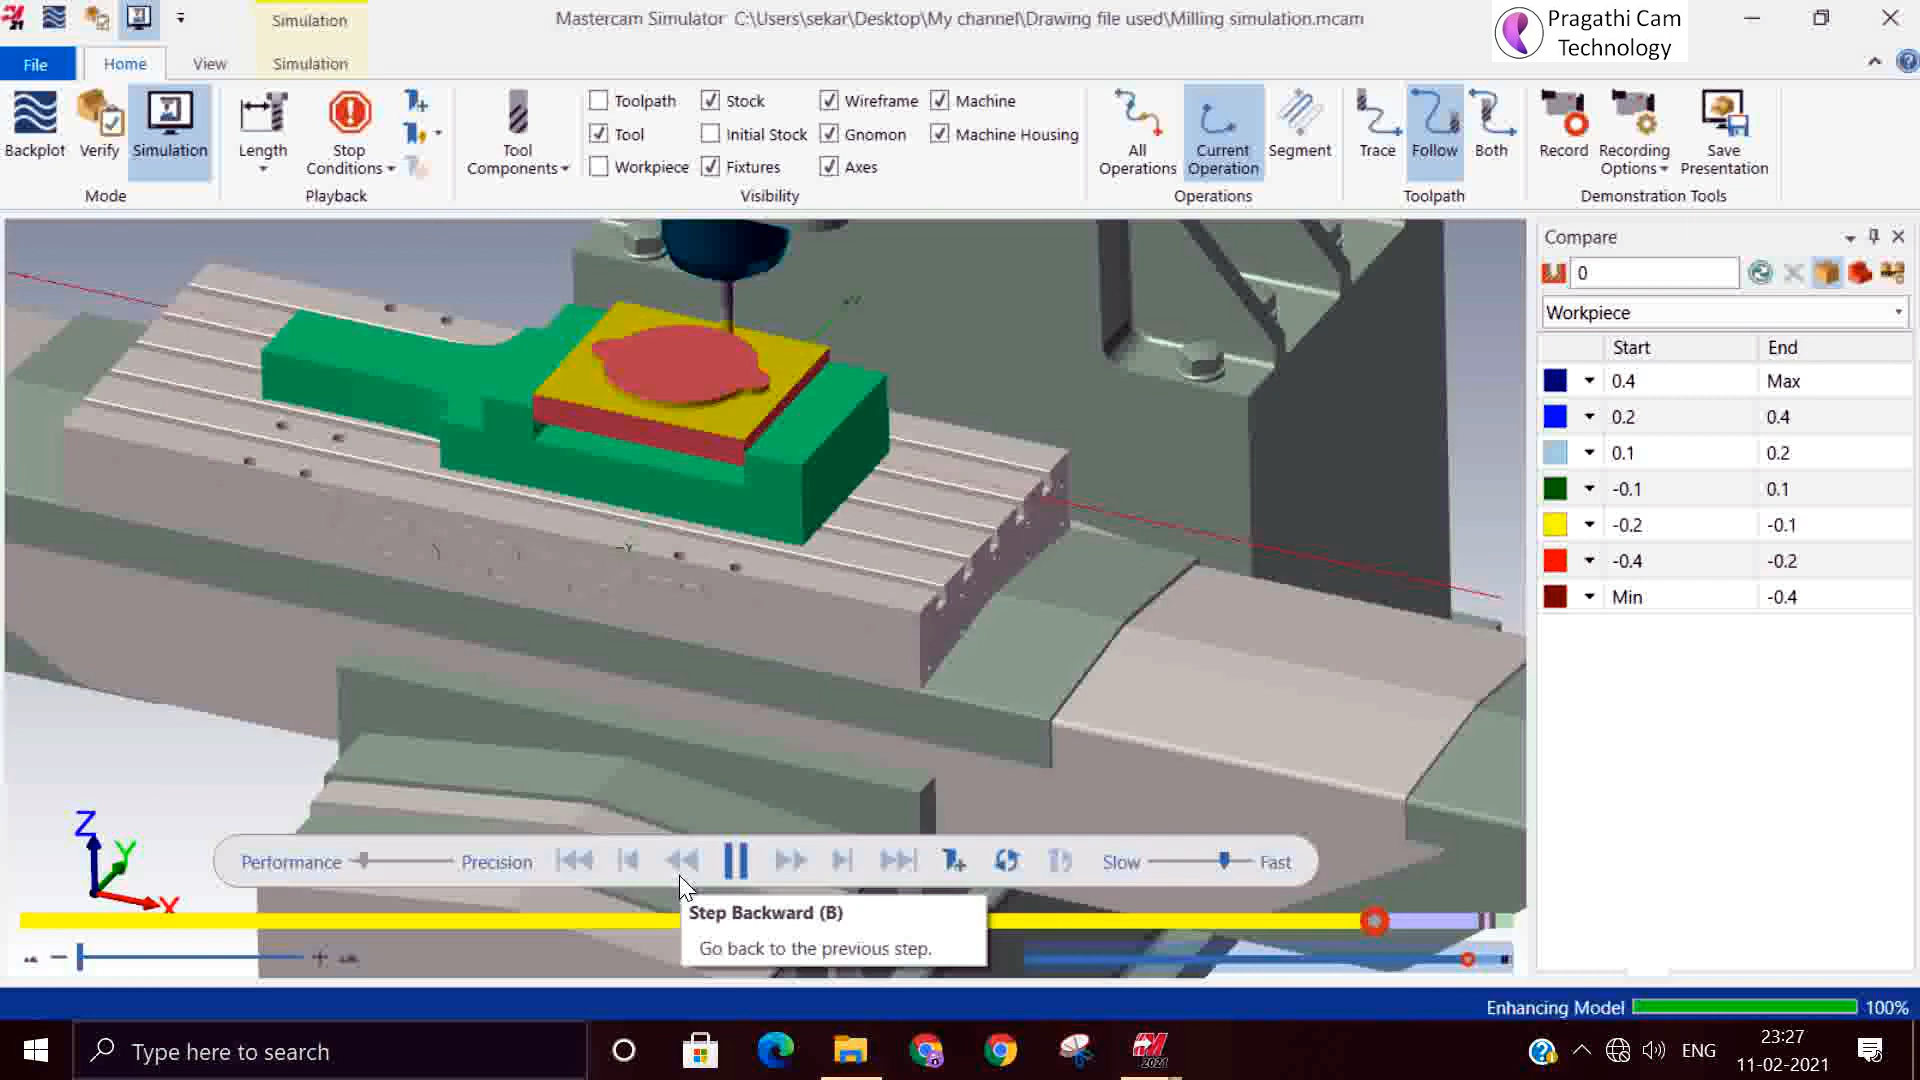 Simulation
Mastercam Simulator C:\Users\sekar\Desktop\My channel\Drawing file used\Milling simulation.mcam
Pragathi Cam
Technology
File
Home
View
Simulation
Backplot
Verify
Simulation
Mode
Length
Stop
Conditions
Playback
Tool
Components
Toolpath
Stock
Wireframe
Machine
Tool
Initial Stock
Gnomon
Machine Housing
Workpiece
Fixtures
Axes
Visibility
All
Operations
Current
Operation
Segment
Operations
Trace
Follow
Both
Toolpath
Record
Recording
Options
Save
Presentation
Demonstration Tools
Compare
0
Workpiece
Start End
0.4 Max
0.2 0.4
0.1 0.2
-0.1 0.1
-0.2 -0.1
-0.4 -0.2
Min -0.4
Z
Y
X
Performance
Precision
Slow
Fast
Step Backward (B)
Go back to the previous step.
Enhancing Model
100%
Type here to search
2021
ENG
23:27
11-02-2021